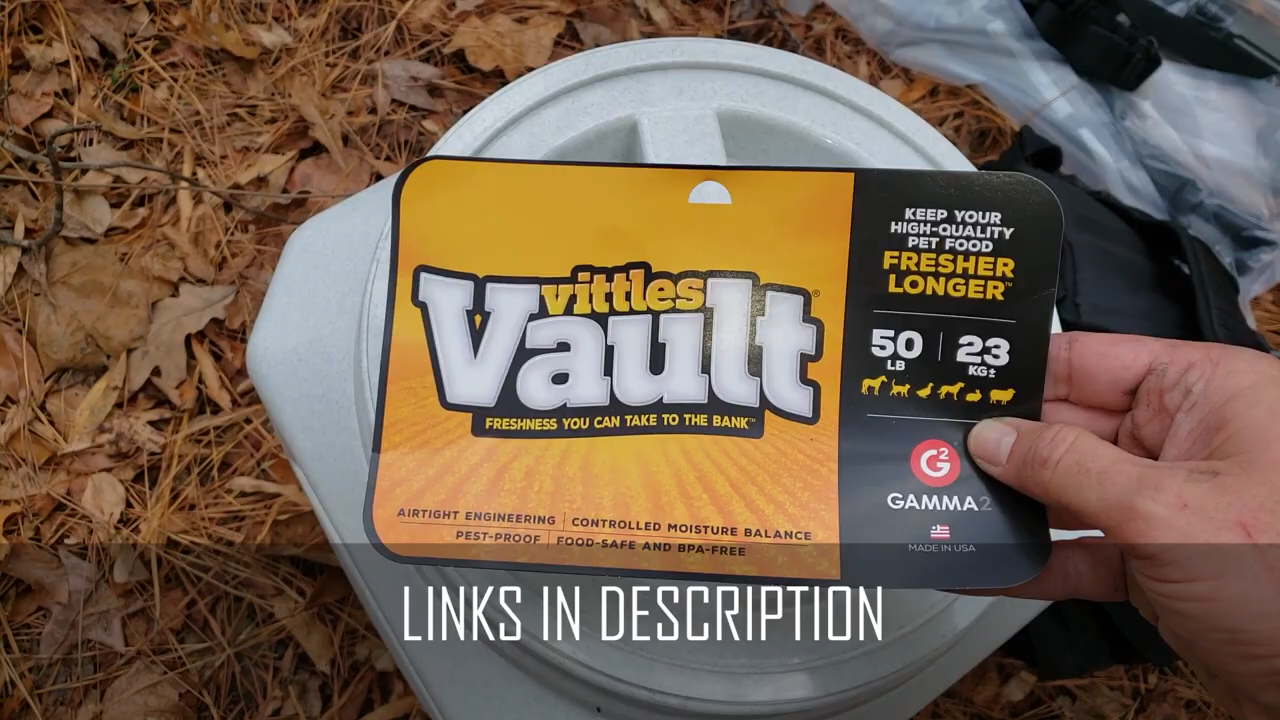 vittles
Vault®
FRESHNESS YOU CAN TAKE TO THE BANK™
AIRTIGHT ENGINEERING | CONTROLLED MOISTURE BALANCE
PEST-PROOF | FOOD-SAFE AND BPA-FREE
KEEP YOUR
HIGH-QUALITY
PET FOOD
FRESHER
LONGER™
50 | 23
LB KG±
G2
GAMMA2
MADE IN USA
LINKS IN DESCRIPTION